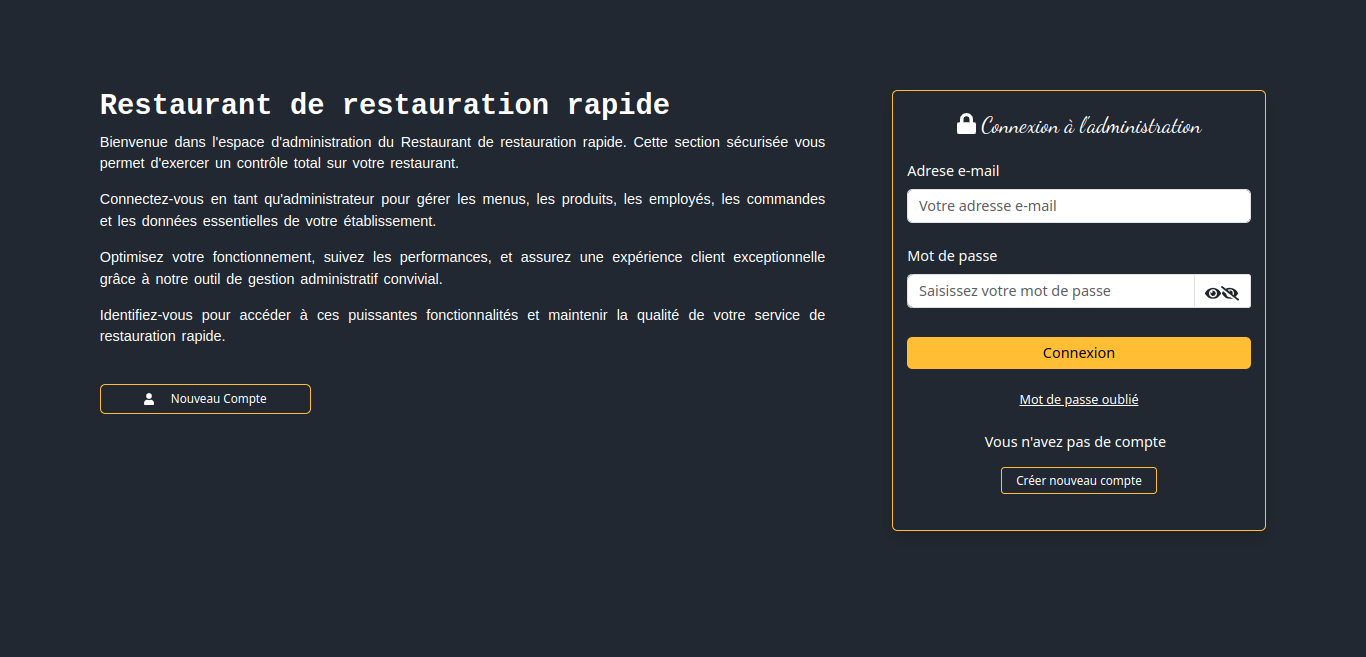 Restaurant de restauration rapide
Bienvenue dans l'espace d'administration du Restaurant de restauration rapide. Cette section sécurisée vous
permet d'exercer un contrôle total sur votre restaurant.
Connectez-vous en tant qu'administrateur pour gérer les menus, les produits, les employés, les commandes
et les données essentielles de votre établissement.
Optimisez votre fonctionnement, suivez les performances, et assurez une expérience client exceptionnelle
grâce à notre outil de gestion administratif convivial.
Identifiez-vous pour accéder à ces puissantes fonctionnalités et maintenir la qualité de votre service de
restauration rapide.
Nouveau Compte
Connexion à l'administration
Adrese e-mail
Votre adresse e-mail
Mot de passe
Saisissez votre mot de passe
Connexion
Mot de passe oublié
Vous n'avez pas de compte
Créer nouveau compte